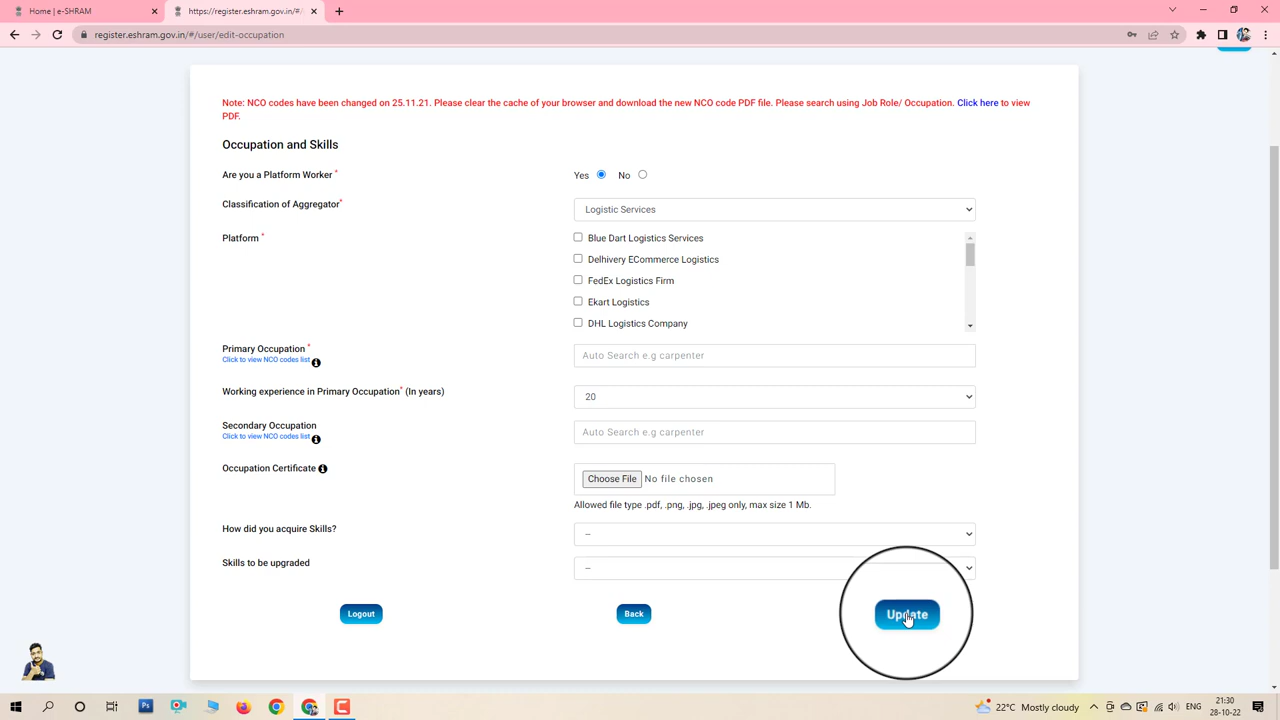 Home | e-SHRAM
https://register.eshram.gov.in/#/
register.eshram.gov.in/#/user/edit-occupation
Note: NCO codes have been changed on 25.11.21. Please clear the cache of your browser and download the new NCO code PDF file. Please search using Job Role/ Occupation. Click here to view
PDF.
Occupation and Skills
Are you a Platform Worker * Yes No
Classification of Aggregator* Logistic Services
Platform * Blue Dart Logistics Services
Delhivery ECommerce Logistics
FedEx Logistics Firm
Ekart Logistics
DHL Logistics Company
Primary Occupation * Auto Search e.g carpenter
Click to view NCO codes list
Working experience in Primary Occupation* (In years) 20
Secondary Occupation Auto Search e.g carpenter
Click to view NCO codes list
Occupation Certificate Choose File No file chosen
Allowed file type .pdf, .png, .jpg, .jpeg only, max size 1 Mb.
How did you acquire Skills? –
Skills to be upgraded –
Logout Back Update
Ps 22°C Mostly cloudy ENG 21:30
28-10-22